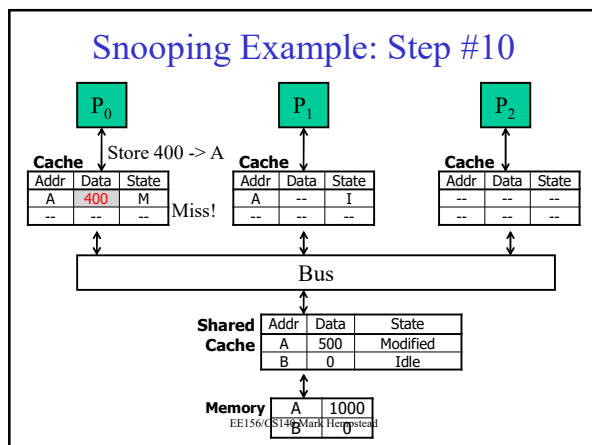 Snooping Example: Step #10
P0 P1 P2
Store 400 -> A
Cache Cache Cache
Addr Data State Addr Data State Addr Data State
A 400 M Miss! A -- I -- -- --
-- -- -- -- -- -- -- -- --
Bus
Shared Cache Addr Data State
A 500 Modified
B 0 Idle
Memory A 1000
EE156/CS140 Mark Hempstead
B 0